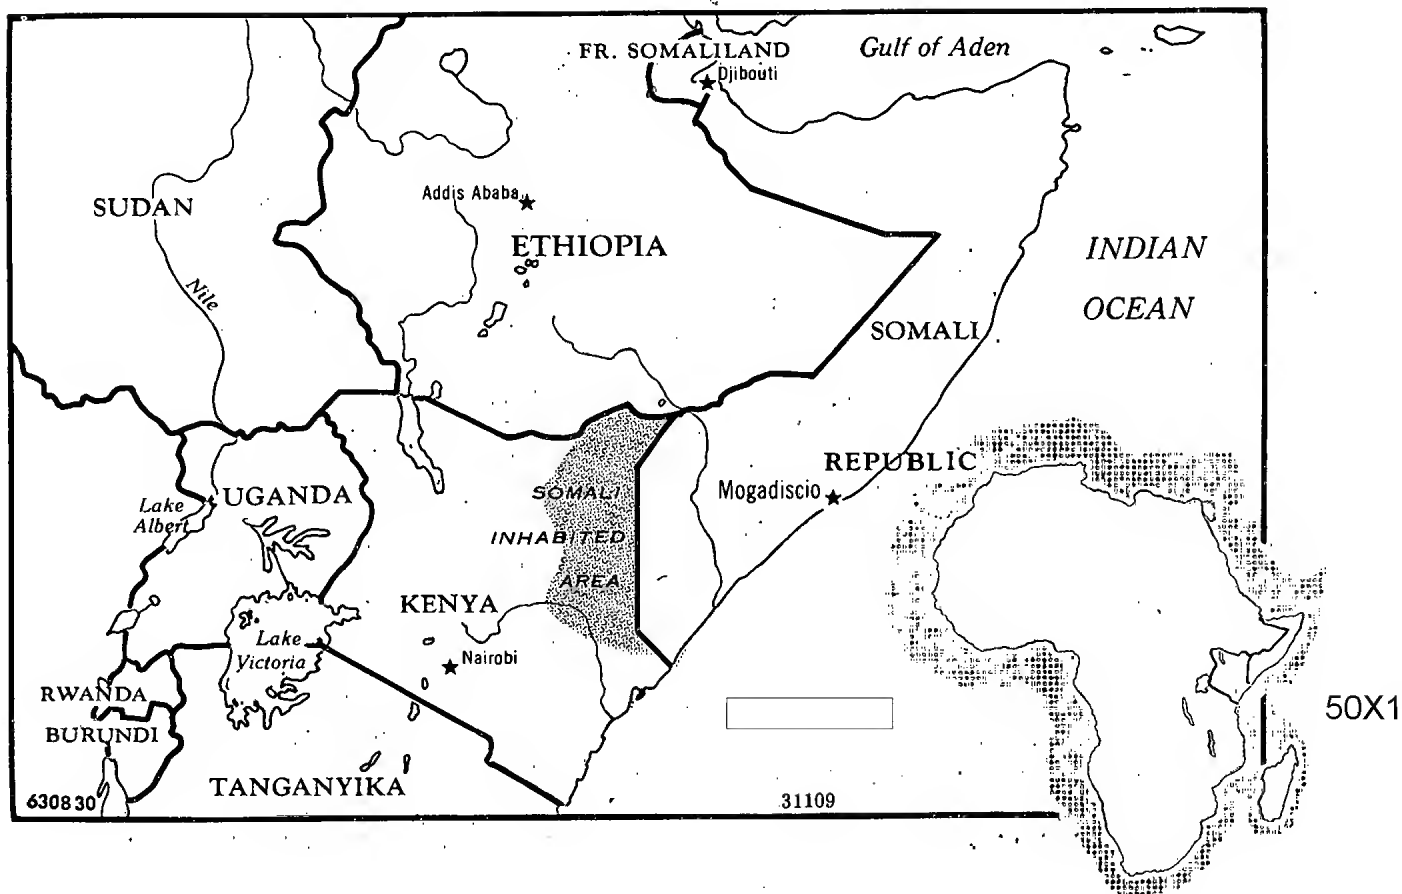 FR. SOMALILAND
Gulf of Aden
Djibouti
Addis Ababa
SUDAN
ETHIOPIA
INDIAN
OCEAN
Nile
SOMALI
REPUBLIC
Mogadiscio
SOMALI
INHABITED
AREA
UGANDA
Lake
Albert
KENYA
Lake
Victoria
Nairobi
RWANDA
BURUNDI
TANGANYIKA
630830
31109
50X1